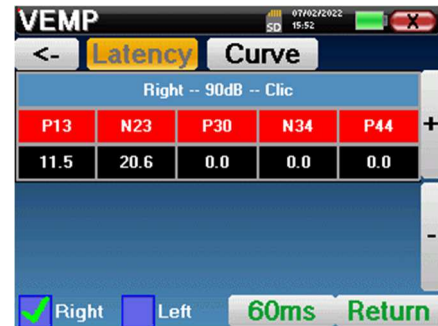 VEMP SD 07/02/2022 15:52 X
<- Latency Curve
Right -- 90dB -- Clic
P13 N23 P30 N34 P44 +
11.5 20.6 0.0 0.0 0.0
-
Right Left 60ms Return